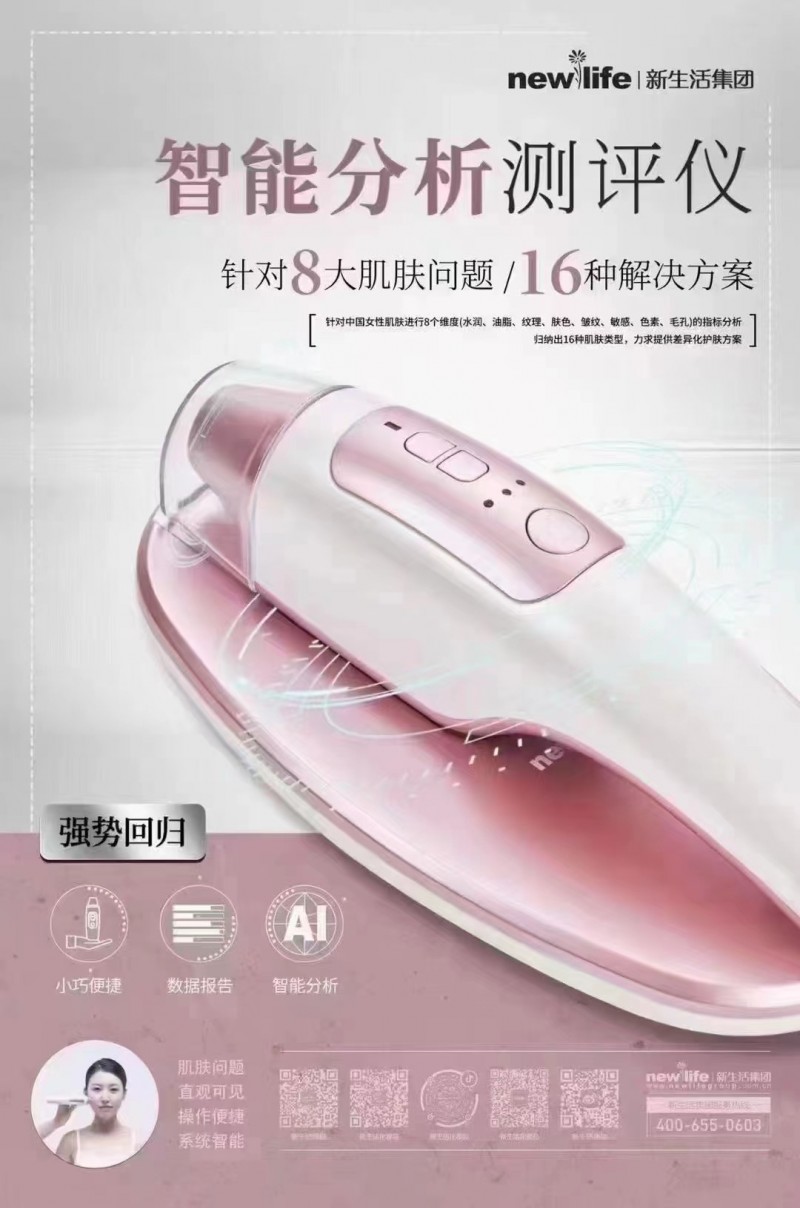 newlife | 新生活集团
智能分析测评仪
针对8大肌肤问题 / 16种解决方案
针对中国女性肌肤进行8个维度(水润、油脂、纹理、肤色、皱纹、敏感、色素、毛孔)的指标分析
归纳出16种肌肤类型，力求提供差异化护肤方案
强势回归
AI
小巧便捷
数据报告
智能分析
肌肤问题
直观可见
操作便捷
系统智能
newlife | 新生活集团
400-655-0603